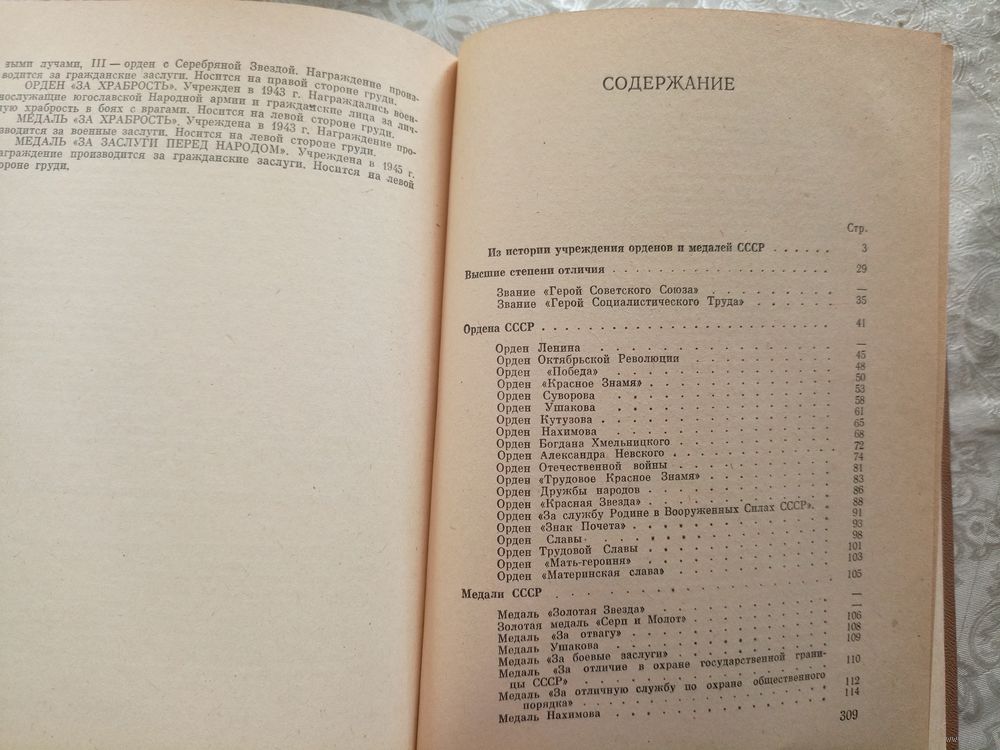 выми лучами, III — орден с Серебряной Звездой. Награждение произ-
водится за гражданские заслуги. Носится на правой стороне груди.
ОРДЕН «ЗА ХРАБРОСТЬ». Учрежден в 1943 г. Награждались воен-
нослужащие югославской Народной армии и гражданские лица за лич-
ную храбрость в боях с врагами. Носится на левой стороне груди.
МЕДАЛЬ «ЗА ХРАБРОСТЬ». Учреждена в 1943 г. Награждение про-
изводится за военные заслуги. Носится на левой стороне груди.
МЕДАЛЬ «ЗА ЗАСЛУГИ ПЕРЕД НАРОДОМ». Учреждена в 1945 г.
Награждение производится за гражданские заслуги. Носится на левой
стороне груди.
СОДЕРЖАНИЕ
Стр.
Из истории учреждения орденов и медалей СССР . . . . . . 3
Высшие степени отличия . . . . . . 29
Звание «Герой Советского Союза» . . . . . . —
Звание «Герой Социалистического Труда» . . . . . . 35
Ордена СССР . . . . . . 41
Орден Ленина . . . . . . —
Орден Октябрьской Революции . . . . . . 45
Орден «Победа» . . . . . . 48
Орден «Красное Знамя» . . . . . . 50
Орден Суворова . . . . . . 53
Орден Ушакова . . . . . . 58
Орден Кутузова . . . . . . 61
Орден Нахимова . . . . . . 65
Орден Богдана Хмельницкого . . . . . . 68
Орден Александра Невского . . . . . . 72
Орден Отечественной войны . . . . . . 74
Орден «Трудовое Красное Знамя» . . . . . . 81
Орден Дружбы народов . . . . . . 83
Орден «Красная Звезда» . . . . . . 86
Орден «За службу Родине в Вооруженных Силах СССР» . . 88
Орден «Знак Почета» . . . . . . 91
Орден Славы . . . . . . 93
Орден Трудовой Славы . . . . . . 98
Орден «Мать-героиня» . . . . . . 101
Орден «Материнская слава» . . . . . . 103
Медали СССР . . . . . . 105
Медаль «Золотая Звезда» . . . . . . —
Золотая медаль «Серп и Молот» . . . . . . —
Медаль «За отвагу» . . . . . . 106
Медаль Ушакова . . . . . . 108
Медаль «За боевые заслуги» . . . . . . 109
Медаль «За отличие в охране государственной грани-
цы СССР» . . . . . . 110
Медаль «За отличную службу по охране общественного
порядка» . . . . . . 112
Медаль Нахимова . . . . . . 114
309